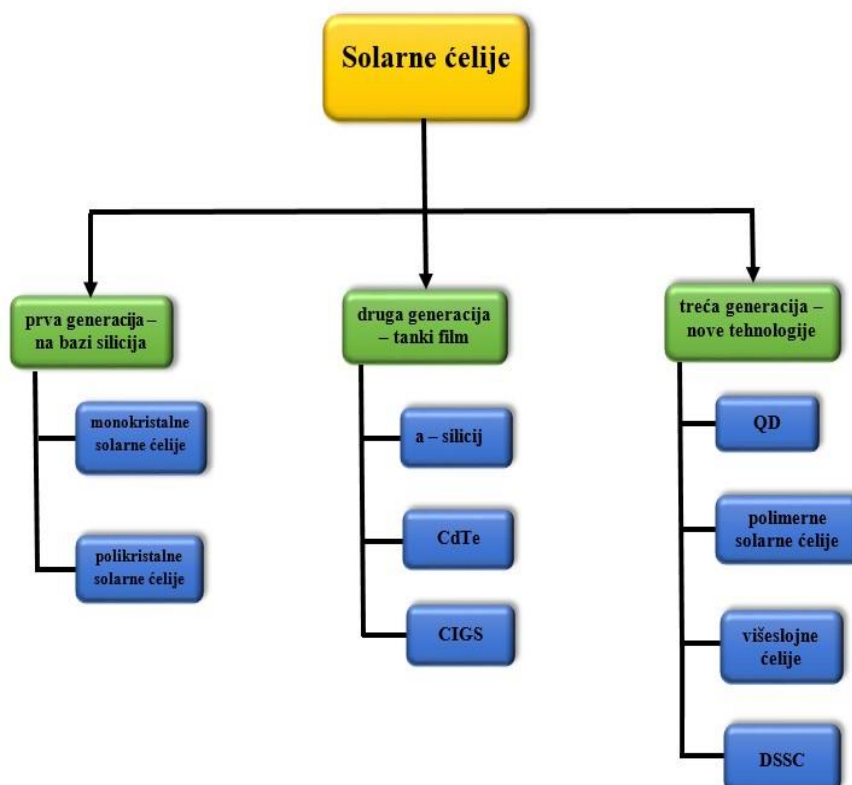 Solarne ćelije
prva generacija –
na bazi silicija
monokristalne
solarne ćelije
polikristalne
solarne ćelije
druga generacija
– tanki film
a – silicij
CdTe
CIGS
treća generacija –
nove tehnologije
QD
polimerne
solarne ćelije
višeslojne
ćelije
DSSC